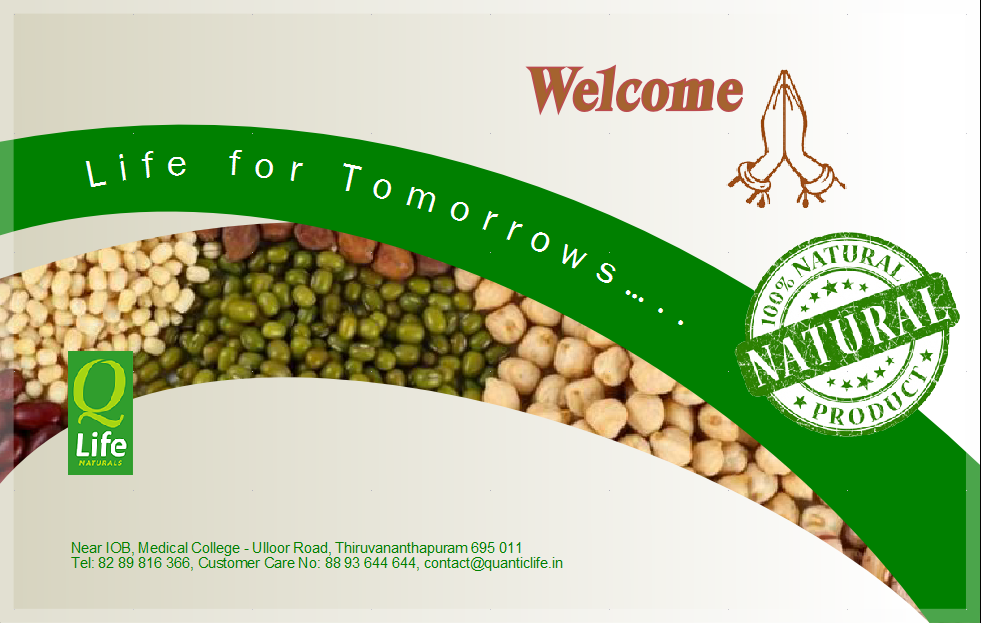 Welcome
Life for Tomorrows.....
100% NATURAL
NATURAL
PRODUCT
Q
Life
NATURALS
Near IOB, Medical College - Ulloor Road, Thiruvananthapuram 695 011
Tel: 82 89 816 366, Customer Care No: 88 93 644 644, contact@quanticlife.in